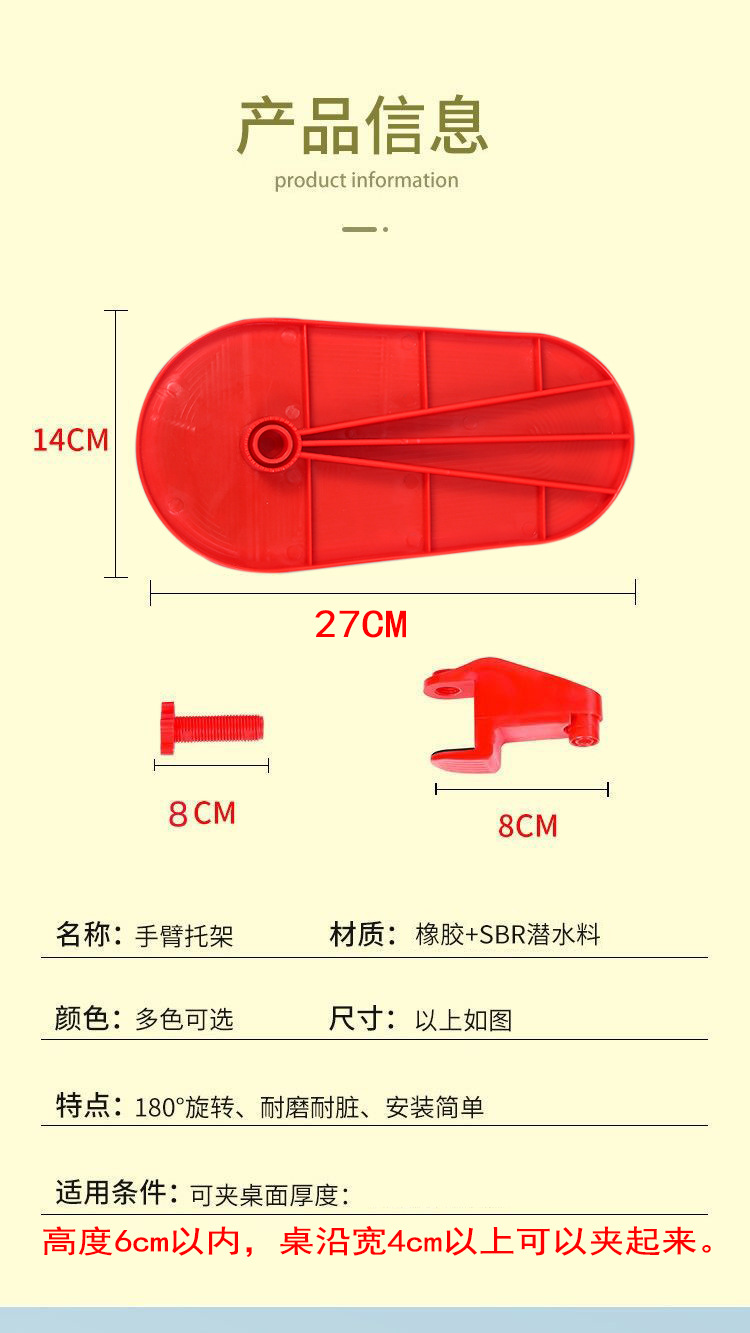 产品信息
product information
14CM
27CM
8CM
8CM
名称：手臂托架 材质：橡胶+SBR潜水料
颜色：多色可选 尺寸：以上如图
特点：180°旋转、耐磨耐脏、安装简单
适用条件：可夹桌面厚度：
高度6cm以内，桌沿宽4cm以上可以夹起来。